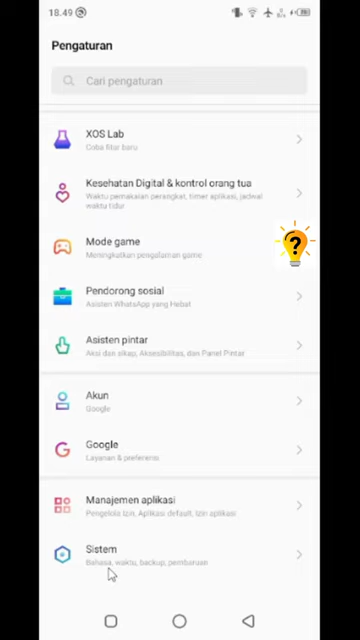 18.49
Pengaturan
Cari pengaturan
XOS Lab
Coba fitur baru
Kesehatan Digital & kontrol orang tua
Waktu pemakaian perangkat, timer aplikasi, jadwal
waktu tidur
Mode game
Meningkatkan pengalaman game
Pendorong sosial
Asisten WhatsApp yang Hebat
Asisten pintar
Aksi dan sikap, Aksesibilitas, dan Panel Pintar
Akun
Google
Google
Layanan & preferensi
Manajemen aplikasi
Pengelola Izin, Aplikasi default, Izin aplikasi
Sistem
Bahasa, waktu, backup, pembaruan